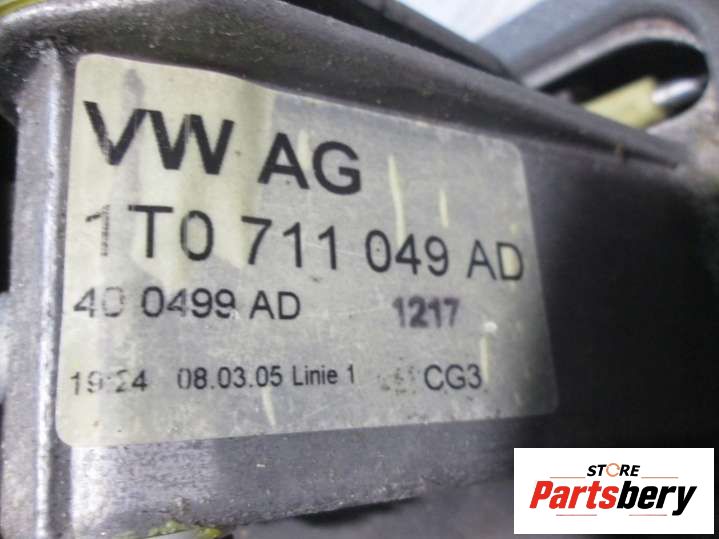 VW AG
1T0 711 049 AD
40 0499 AD 1217
19:24 08.03.05 Linie 1 CG3
STORE
Partsbery